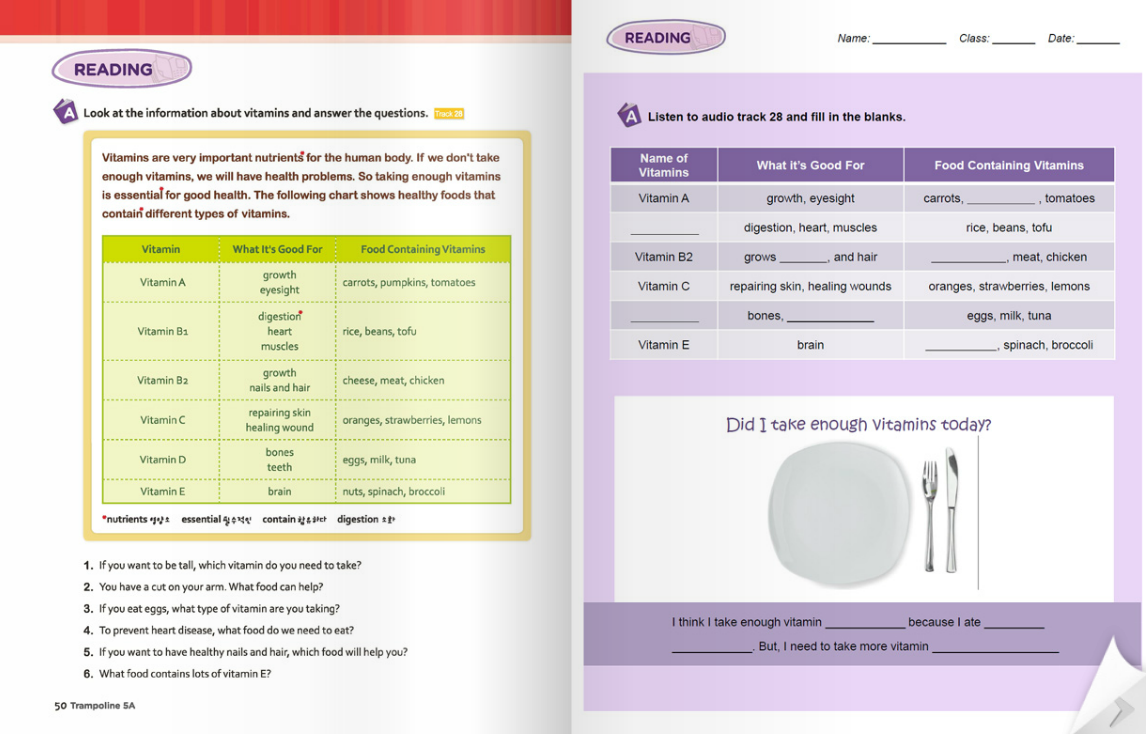 READING
A Look at the information about vitamins and answer the questions. Track 28
Vitamins are very important nutrients* for the human body. If we don't take
enough vitamins, we will have health problems. So taking enough vitamins
is essential* for good health. The following chart shows healthy foods that
contain* different types of vitamins.
Vitamin What It's Good For Food Containing Vitamins
Vitamin A growth eyesight carrots, pumpkins, tomatoes
Vitamin B1 digestion* heart muscles rice, beans, tofu
Vitamin B2 growth nails and hair cheese, meat, chicken
Vitamin C repairing skin healing wound oranges, strawberries, lemons
Vitamin D bones teeth eggs, milk, tuna
Vitamin E brain nuts, spinach, broccoli
*nutrients 영양소 essential 필수적인 contain 함유하다 digestion 소화
1. If you want to be tall, which vitamin do you need to take?
2. You have a cut on your arm. What food can help?
3. If you eat eggs, what type of vitamin are you taking?
4. To prevent heart disease, what food do we need to eat?
5. If you want to have healthy nails and hair, which food will help you?
6. What food contains lots of vitamin E?
50 Trampoline 5A
READING
Name: __________ Class: ______ Date: ______
A Listen to audio track 28 and fill in the blanks.
Name of Vitamins What it's Good For Food Containing Vitamins
Vitamin A growth, eyesight carrots, __________ , tomatoes
__________ digestion, heart, muscles rice, beans, tofu
Vitamin B2 grows _______, and hair ___________, meat, chicken
Vitamin C repairing skin, healing wounds oranges, strawberries, lemons
__________ bones, _____________ eggs, milk, tuna
Vitamin E brain __________, spinach, broccoli
Did I take enough vitamins today?
I think I take enough vitamin ____________ because I ate _________
____________. But, I need to take more vitamin ___________________